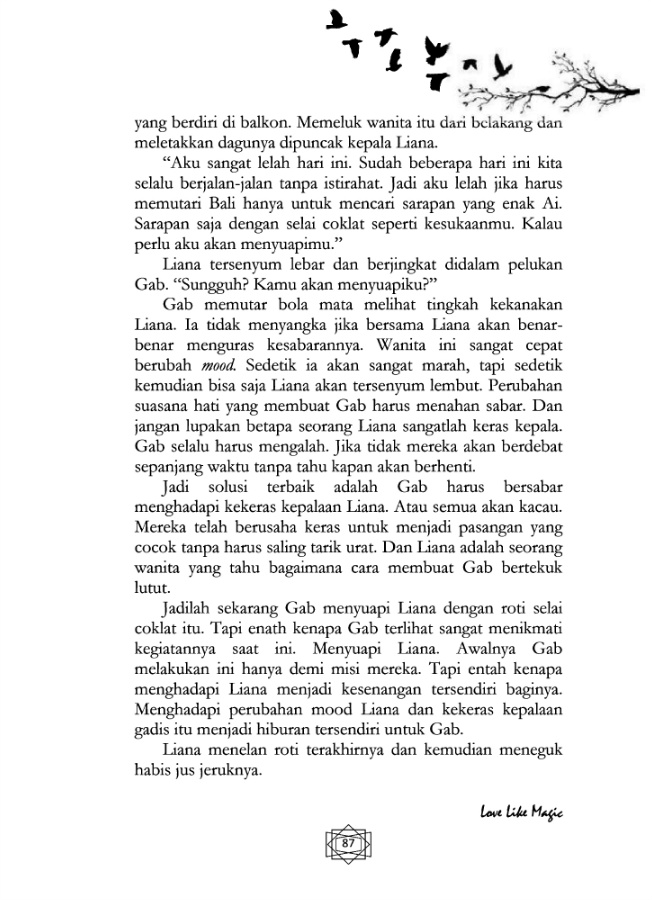 yang berdiri di balkon. Memeluk wanita itu dari belakang dan
meletakkan dagunya dipuncak kepala Liana.
“Aku sangat lelah hari ini. Sudah beberapa hari ini kita
selalu berjalan-jalan tanpa istirahat. Jadi aku lelah jika harus
memutari Bali hanya untuk mencari sarapan yang enak Ai.
Sarapan saja dengan selai coklat seperti kesukaanmu. Kalau
perlu aku akan menyuapimu.”
Liana tersenyum lebar dan berjingkat didalam pelukan
Gab. “Sungguh? Kamu akan menyuapiku?”
Gab memutar bola mata melihat tingkah kekanakan
Liana. Ia tidak menyangka jika bersama Liana akan benar-
benar menguras kesabarannya. Wanita ini sangat cepat
berubah mood. Sedetik ia akan sangat marah, tapi sedetik
kemudian bisa saja Liana akan tersenyum lembut. Perubahan
suasana hati yang membuat Gab harus menahan sabar. Dan
jangan lupakan betapa seorang Liana sangatlah keras kepala.
Gab selalu harus mengalah. Jika tidak mereka akan berdebat
sepanjang waktu tanpa tahu kapan akan berhenti.
Jadi solusi terbaik adalah Gab harus bersabar
menghadapi kekeras kepalaan Liana. Atau semua akan kacau.
Mereka telah berusaha keras untuk menjadi pasangan yang
cocok tanpa harus saling tarik urat. Dan Liana adalah seorang
wanita yang tahu bagaimana cara membuat Gab bertekuk
lutut.
Jadilah sekarang Gab menyuapi Liana dengan roti selai
coklat itu. Tapi enath kenapa Gab terlihat sangat menikmati
kegiatannya saat ini. Menyuapi Liana. Awalnya Gab
melakukan ini hanya demi misi mereka. Tapi entah kenapa
menghadapi Liana menjadi kesenangan tersendiri baginya.
Menghadapi perubahan mood Liana dan kekeras kepalaan
gadis itu menjadi hiburan tersendiri untuk Gab.
Liana menelan roti terakhirnya dan kemudian meneguk
habis jus jeruknya.
Love Like Magic
87